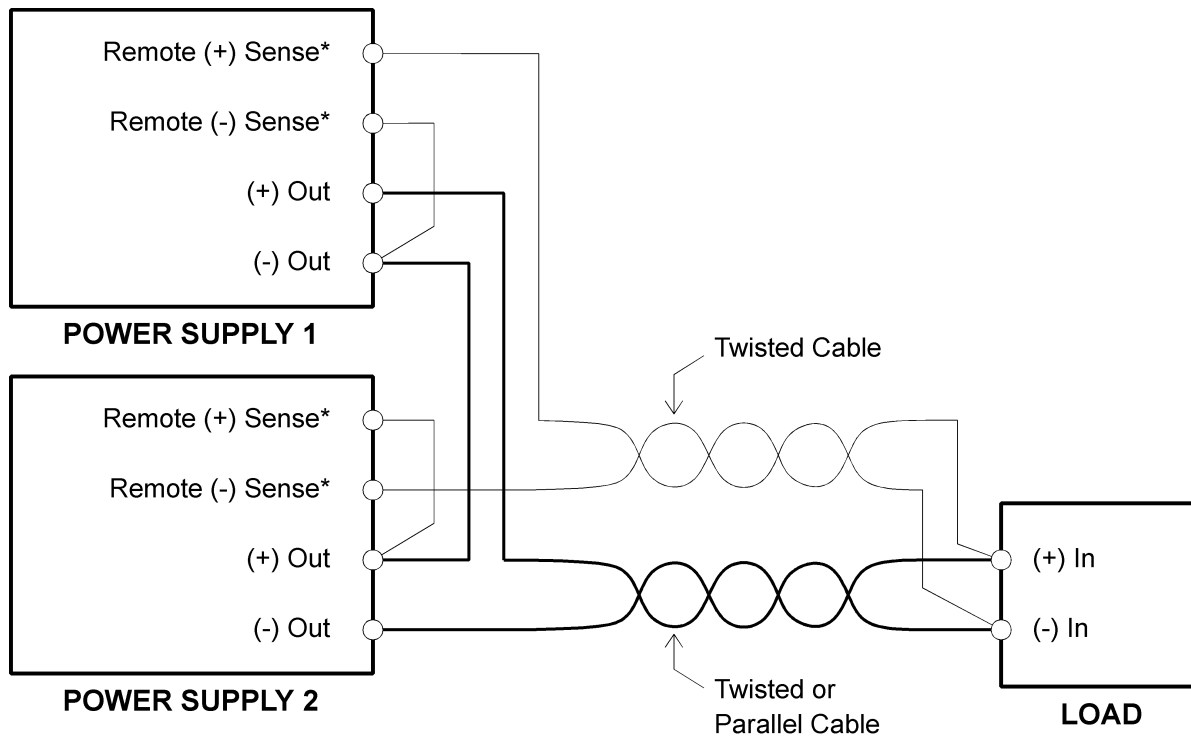 Remote (+) Sense*
Remote (-) Sense*
(+) Out
(-) Out
POWER SUPPLY 1
Twisted Cable
Remote (+) Sense*
Remote (-) Sense*
(+) Out
(-) Out
POWER SUPPLY 2
Twisted or
Parallel Cable
(+) In
(-) In
LOAD